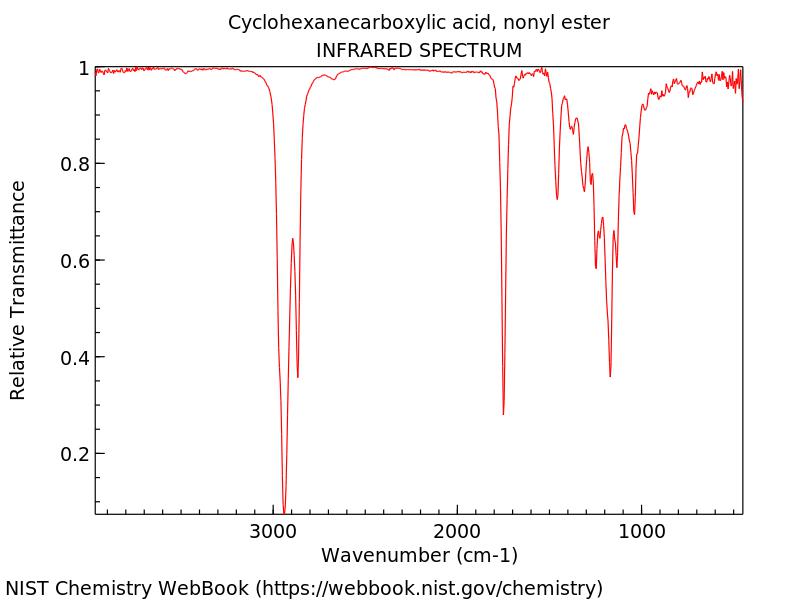 Cyclohexanecarboxylic acid, nonyl ester
INFRARED SPECTRUM
1
0.8
0.6
0.4
0.2
Relative Transmittance
3000 2000 1000
Wavenumber (cm-1)
NIST Chemistry WebBook (https://webbook.nist.gov/chemistry)